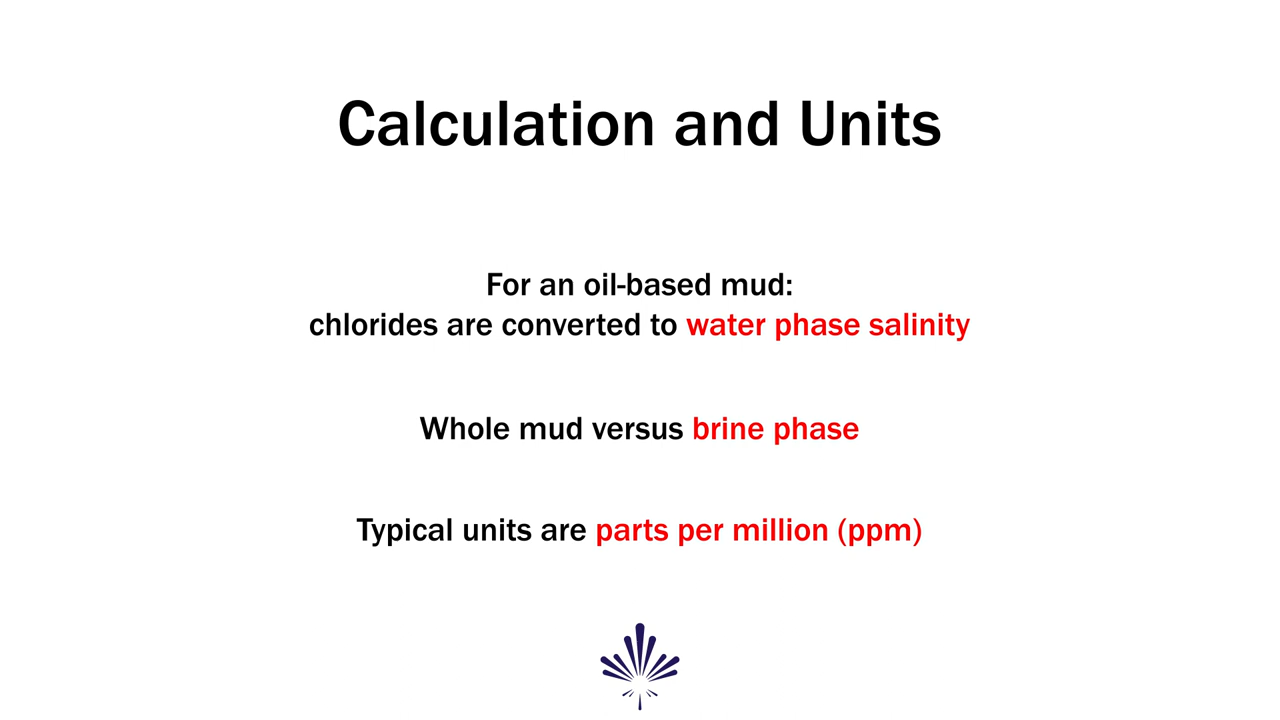 Calculation and Units
For an oil-based mud:
chlorides are converted to water phase salinity
Whole mud versus brine phase
Typical units are parts per million (ppm)